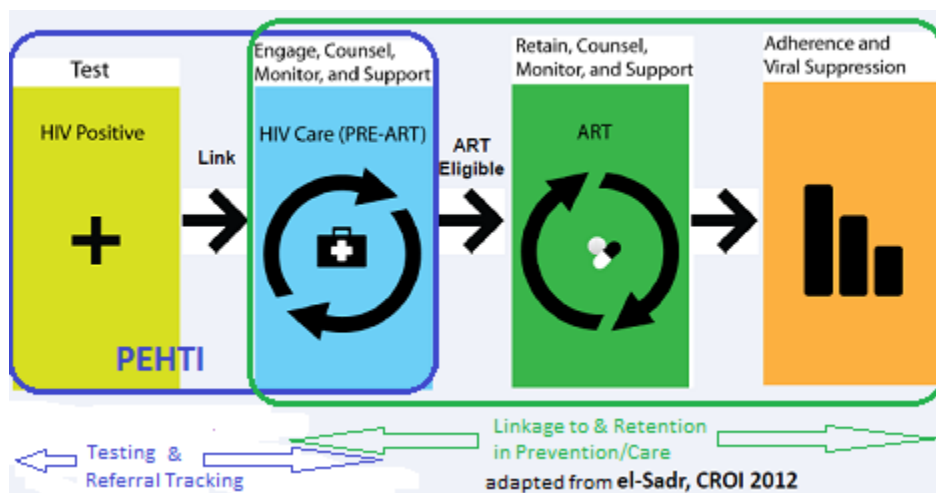 Test
HIV Positive
Link
Engage, Counsel,
Monitor, and Support
HIV Care (PRE-ART)
ART
Eligible
Retain, Counsel,
Monitor, and Support
ART
Adherence and
Viral Suppression
PEHTI
Testing &
Referral Tracking
Linkage to & Retention
in Prevention/Care
adapted from el-Sadr, CROI 2012